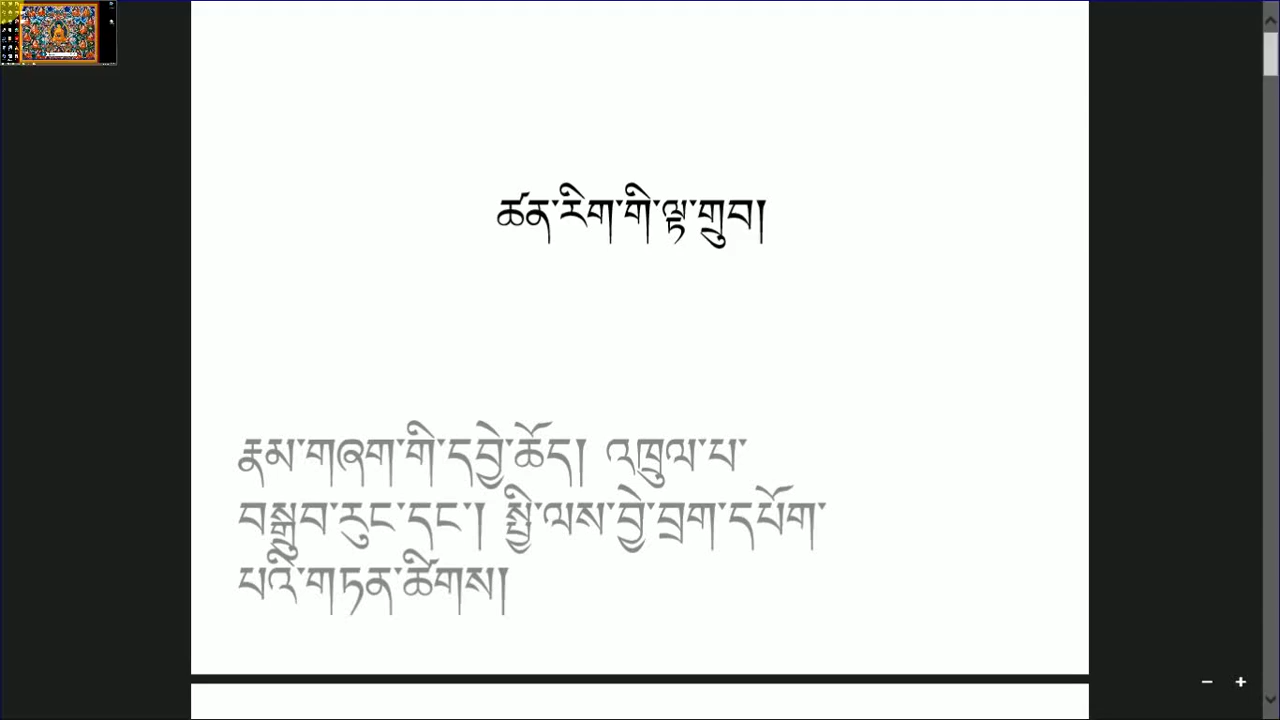 ཚན་རིག་གི་ལྟ་གྲུབ།
རྣམ་གཞག་གི་དབྱེ་ཆོད། འཁྲུལ་པ་
བསྒྲུབ་རུང་དང་། སྤྱི་ལས་བྱེ་བྲག་དཔོག་
པའི་གཏན་ཚིགས།